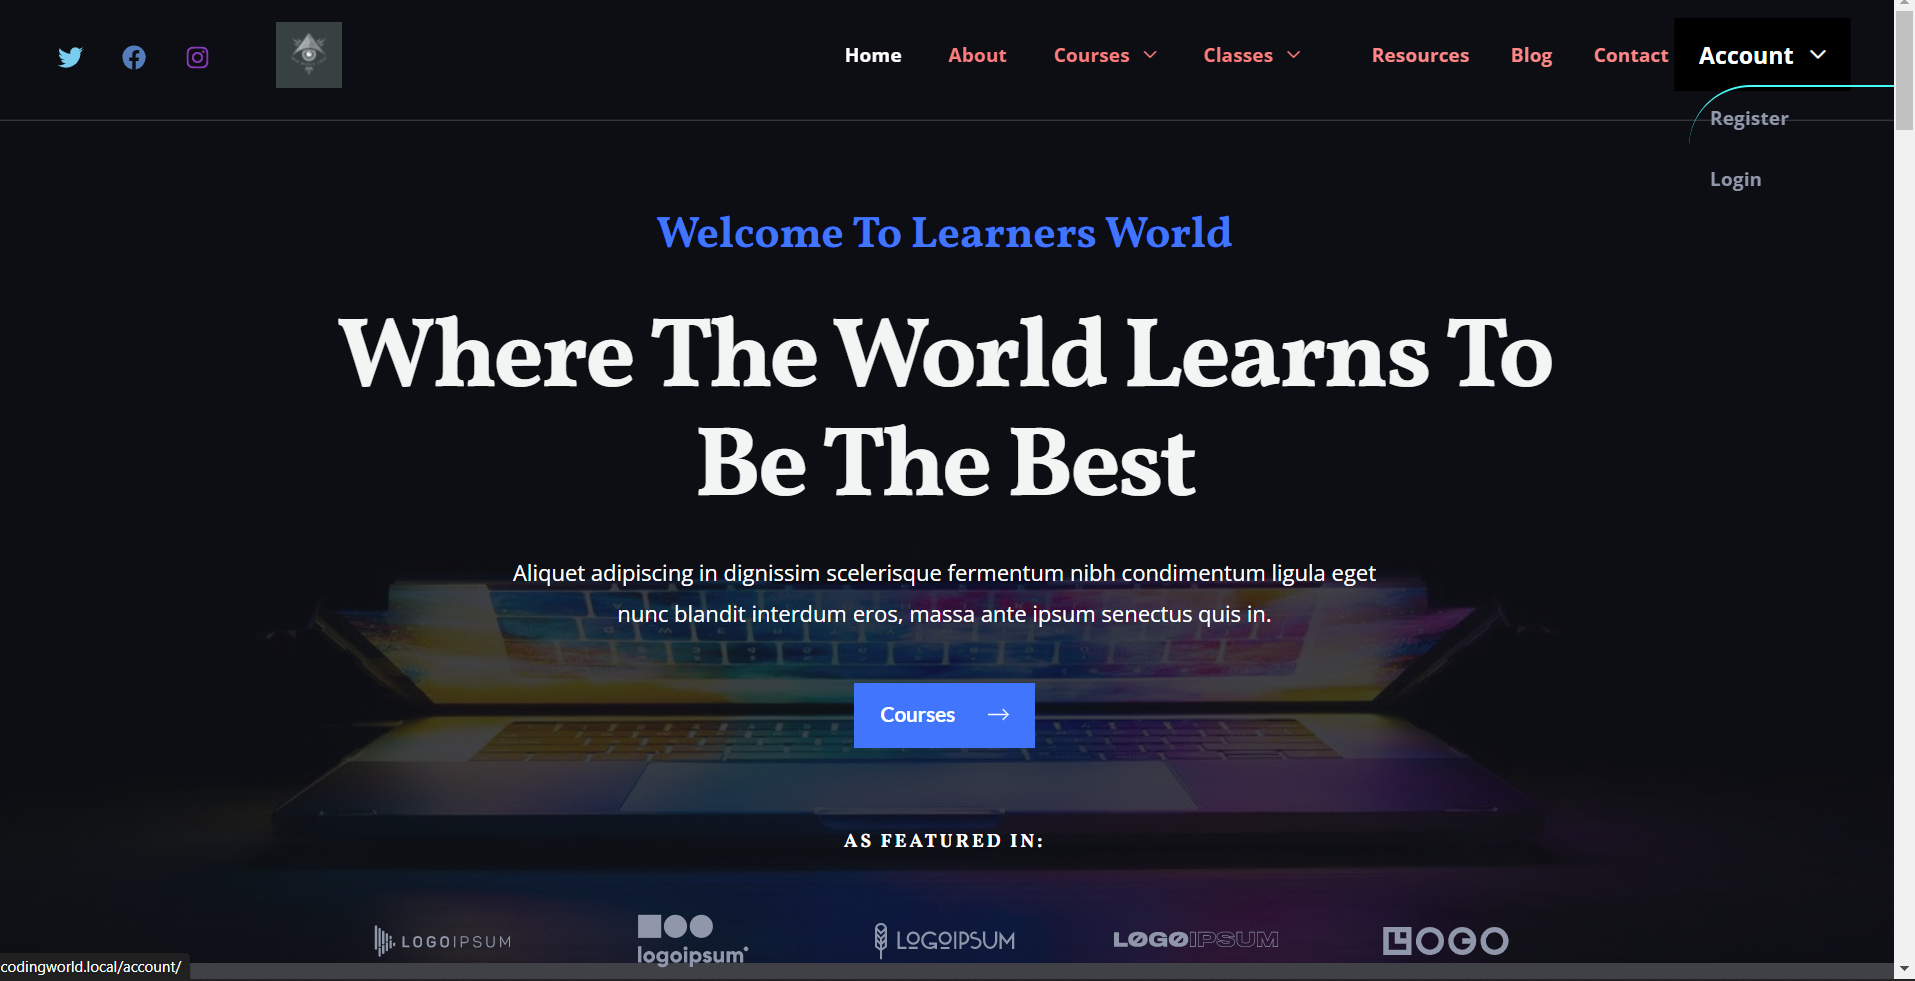 Home About Courses Classes Resources Blog Contact Account
Register
Login
Welcome To Learners World
Where The World Learns To
Be The Best
Aliquet adipiscing in dignissim scelerisque fermentum nibh condimentum ligula eget
nunc blandit interdum eros, massa ante ipsum senectus quis in.
Courses
AS FEATURED IN:
LOGOIPSUM logoipsum LOGOIPSUM LOGOIPSUM LOGO
codingworld.local/account/